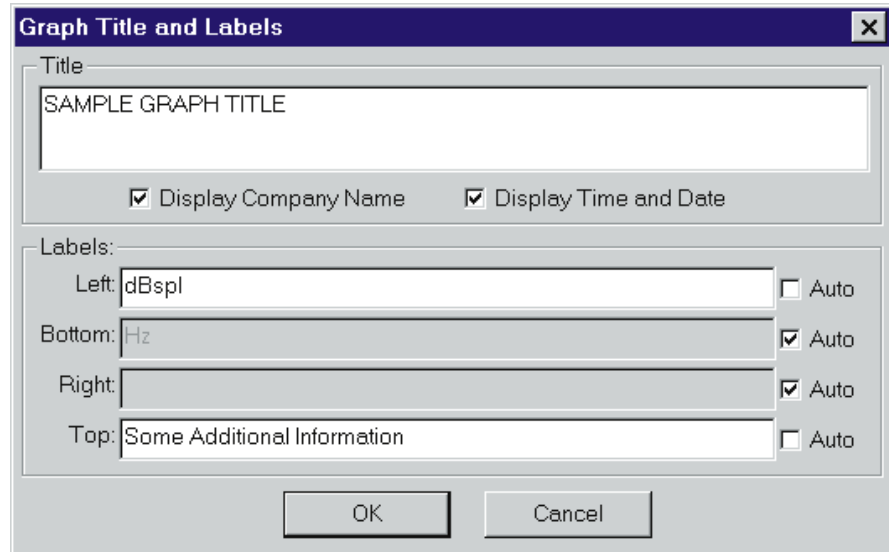 Graph Title and Labels
Title
SAMPLE GRAPH TITLE
Display Company Name Display Time and Date
Labels:
Left: dBspl Auto
Bottom: Hz Auto
Right: Auto
Top: Some Additional Information Auto
OK Cancel